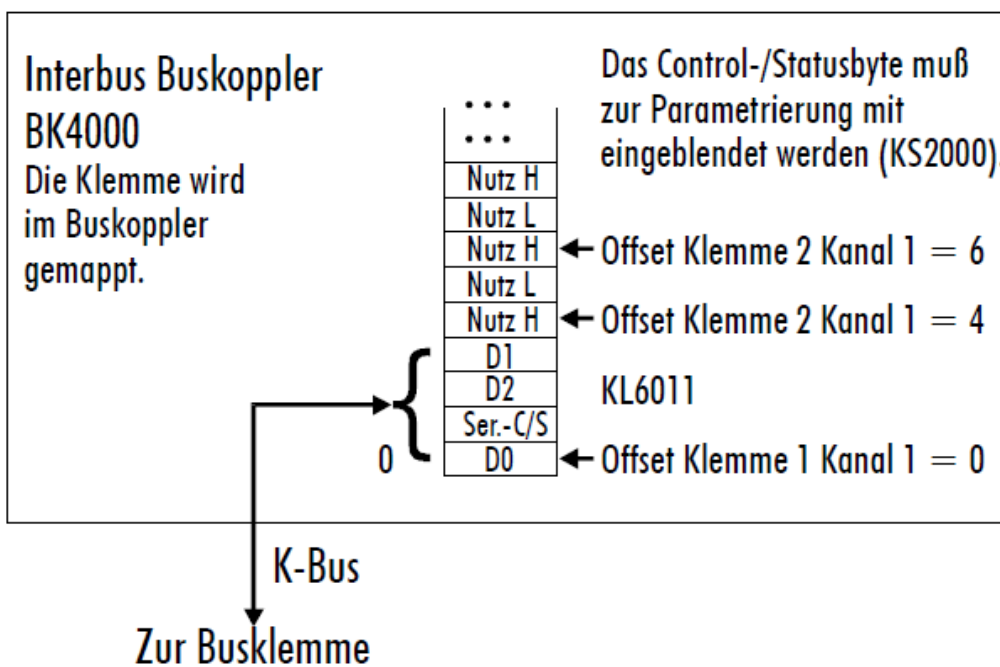 Interbus Buskoppler
BK4000
Die Klemme wird
im Buskoppler
gemappt.
Das Control-/Statusbyte muß
zur Parametrierung mit
eingeblendet werden (KS2000).
...
...
Nutz H
Nutz L
Nutz H
Offset Klemme 2 Kanal 1 = 6
Nutz L
Nutz H
Offset Klemme 2 Kanal 1 = 4
D1
D2
KL6011
Ser.-C/S
0
D0
Offset Klemme 1 Kanal 1 = 0
K-Bus
Zur Busklemme